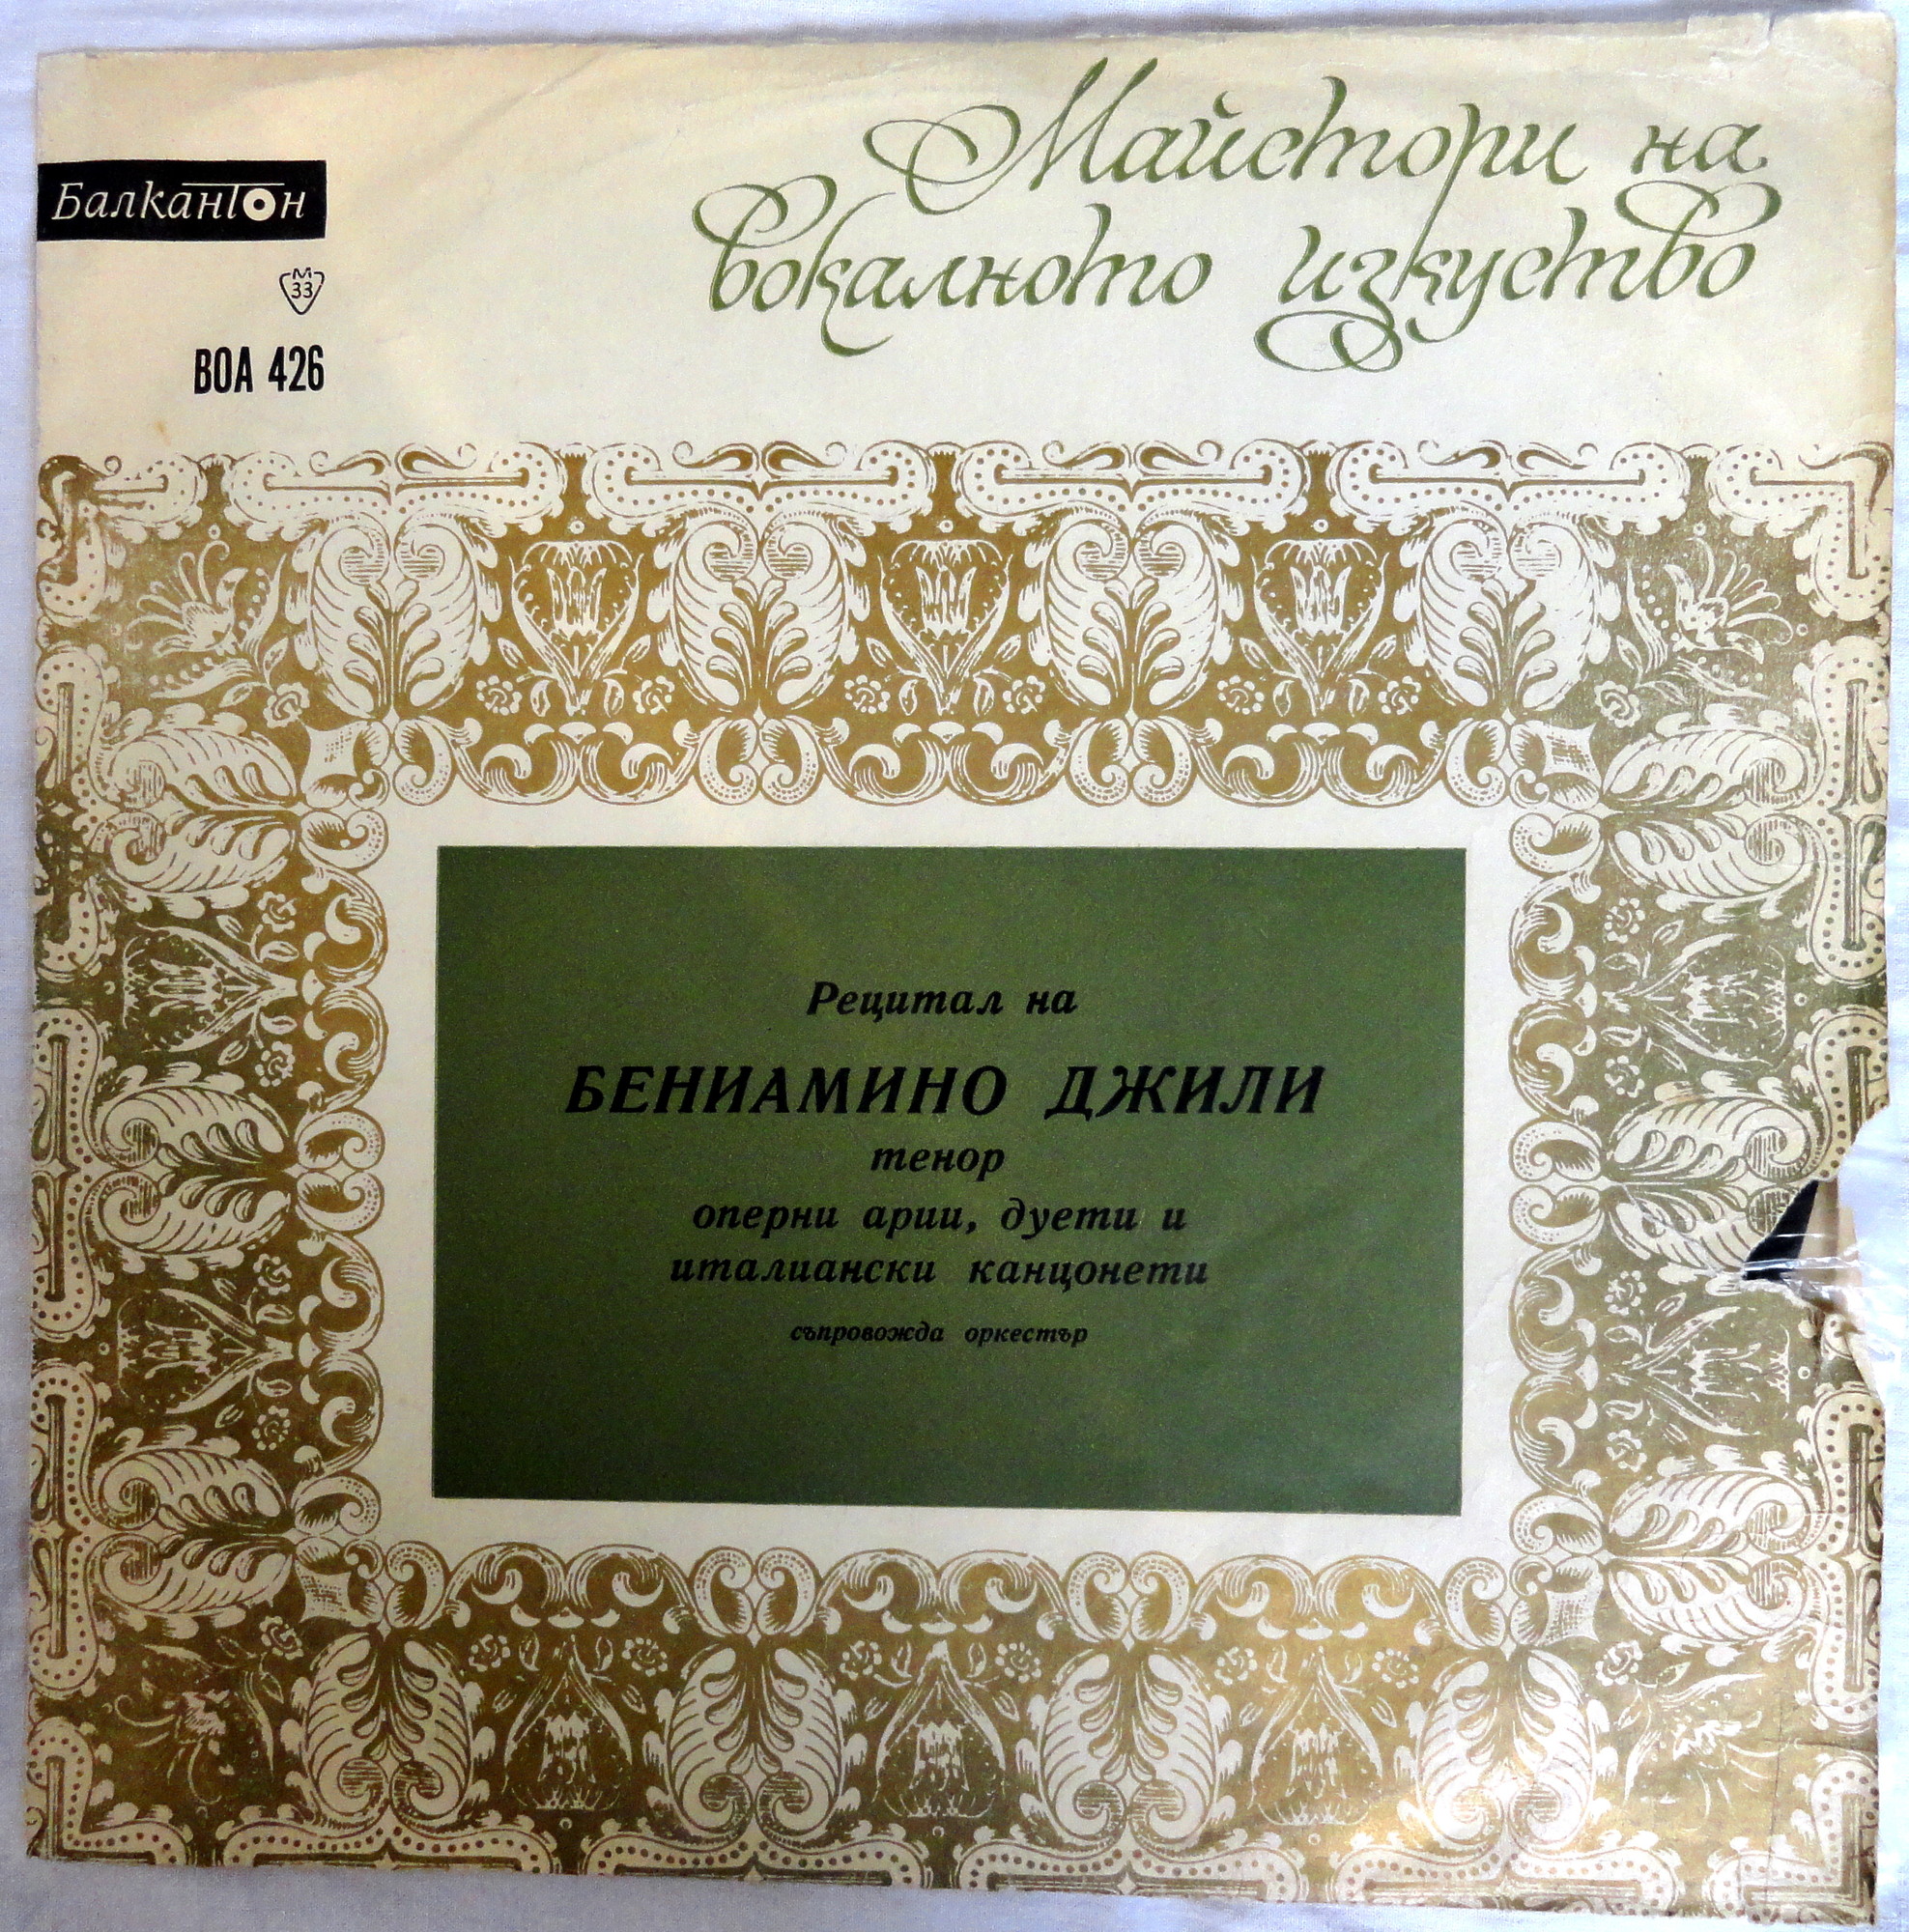 Майстори на
вокалното изкуство
Балкантон
М
33
ВОА 426
Рецитал на
БЕНИАМИНО ДЖИЛИ
тенор
оперни арии, дуети и
италиански канцонети
съпровожда оркестър